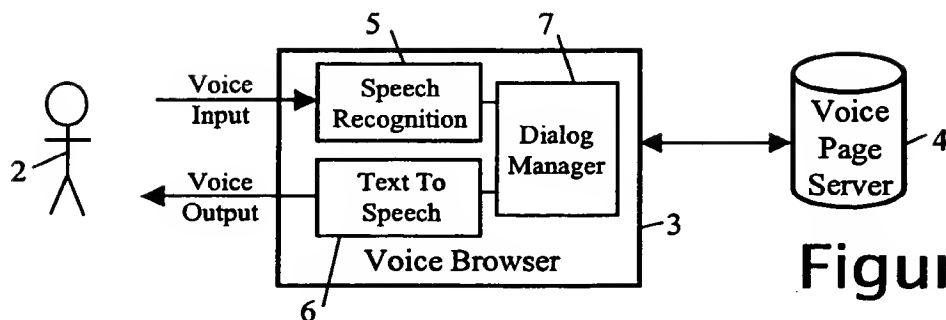 5
7
Voice
Input
Speech
Recognition
Dialog
Manager
Voice
Page
Server
4
2
Voice
Output
Text To
Speech
3
Voice Browser
6
Figur